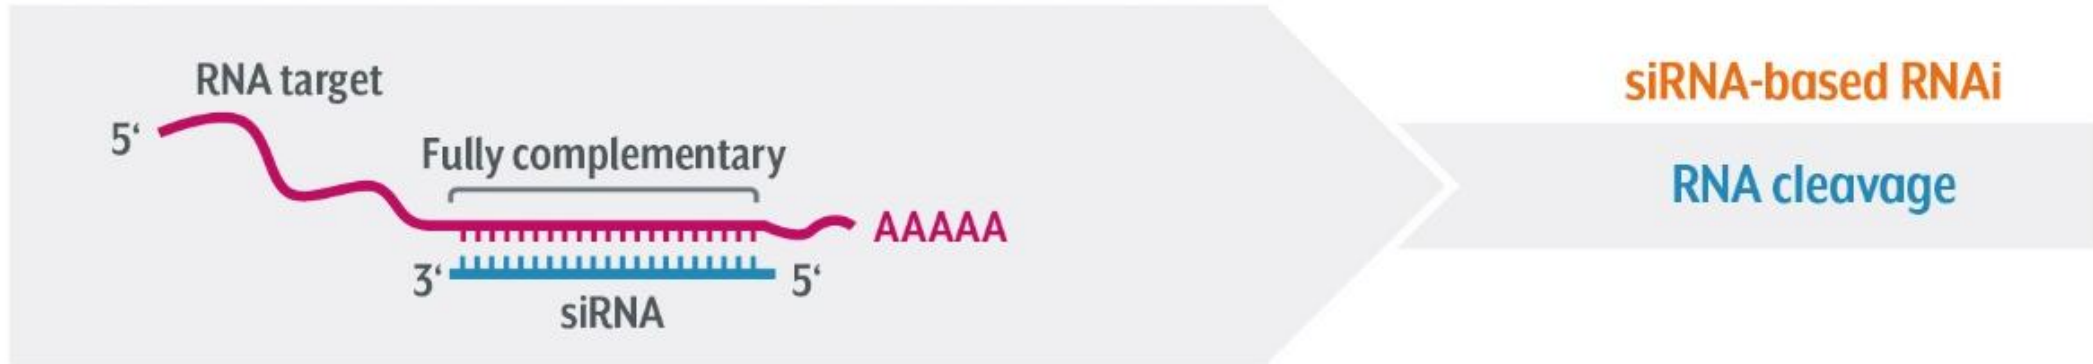 RNA target
5‘
Fully complementary
AAAAA
3‘
5‘
siRNA
siRNA-based RNAi
RNA cleavage